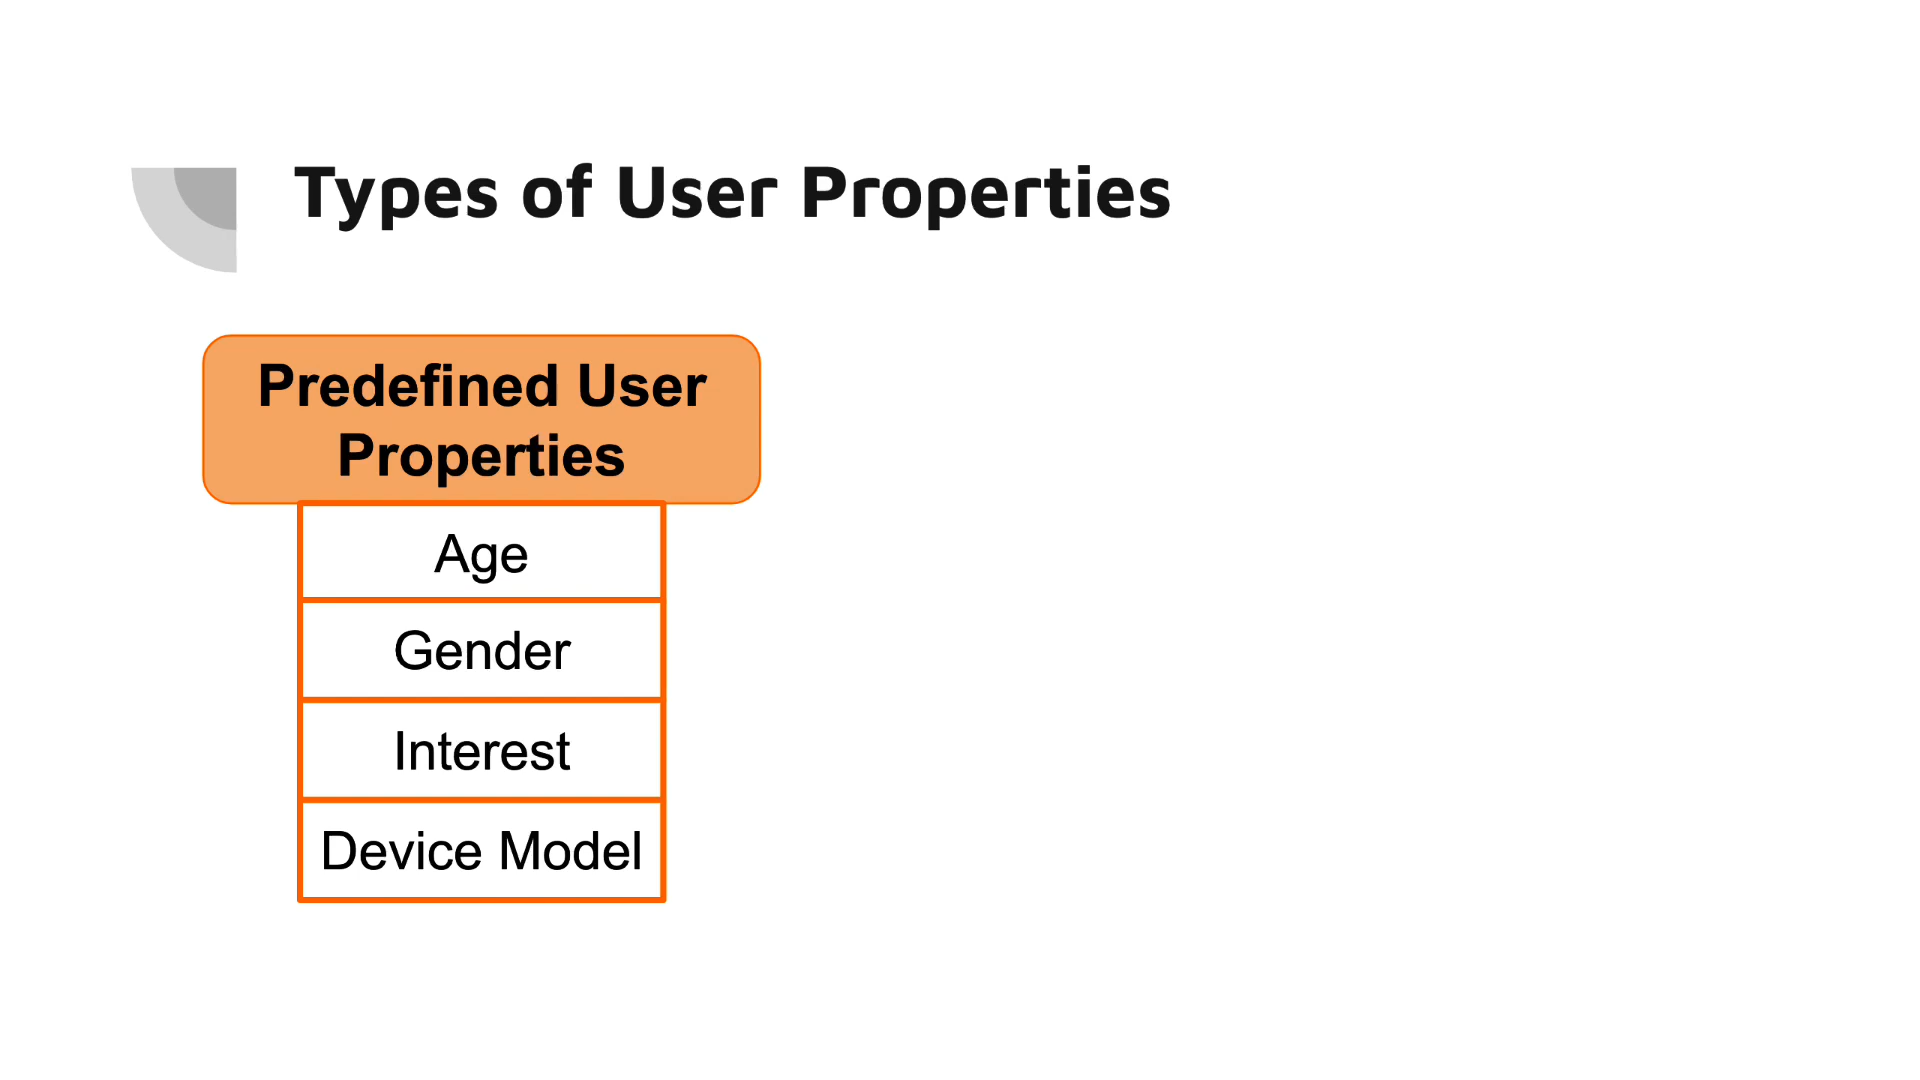 Types of User Properties
Predefined User
Properties
Age
Gender
Interest
Device Model